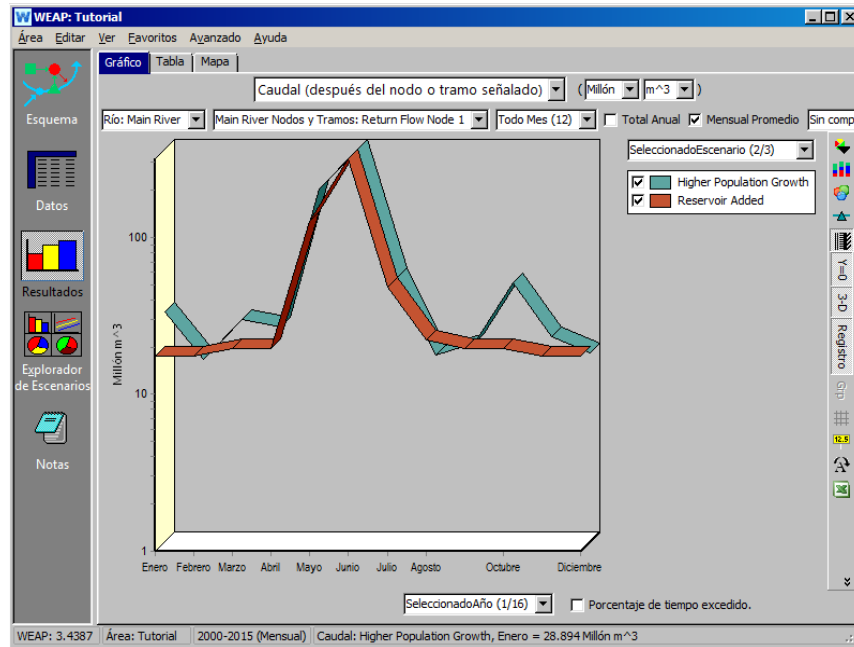 WEAP: Tutorial
Área Editar Ver Favoritos Avanzado Ayuda
Esquema
Datos
Resultados
Explorador
de Escenarios
Notas
Gráfico Tabla Mapa
Caudal (después del nodo o tramo señalado) ( Millón m^3 )
Río: Main River Main River Nodos y Tramos: Return Flow Node 1 Todo Mes (12) Total Anual Mensual Promedio Sin comp
SeleccionadoEscenario (2/3)
Higher Population Growth
Reservoir Added
Millón m^3
100
10
1
Enero Febrero Marzo Abril Mayo Junio Julio Agosto Octubre Diciembre
SeleccionadoAño (1/16) Porcentaje de tiempo excedido.
Y=0
3-D
Registro
Grp
12.5
WEAP: 3.4387 Área: Tutorial 2000-2015 (Mensual) Caudal: Higher Population Growth, Enero = 28.894 Millón m^3